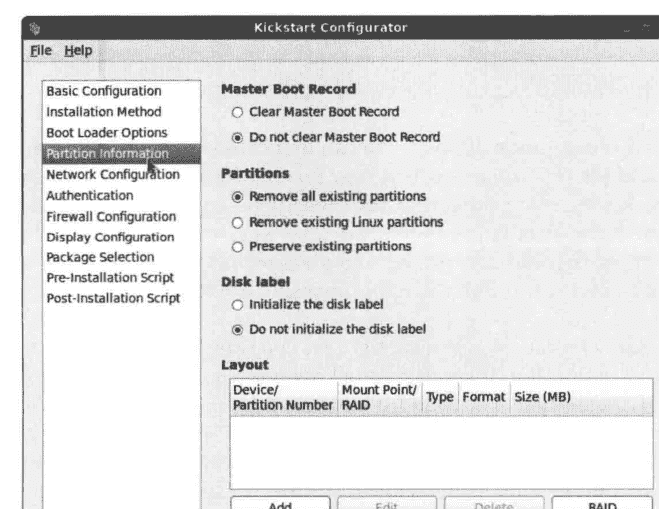 Kickstart Configurator
File Help
Basic Configuration
Installation Method
Boot Loader Options
Partition Information
Network Configuration
Authentication
Firewall Configuration
Display Configuration
Package Selection
Pre-Installation Script
Post-Installation Script
Master Boot Record
Clear Master Boot Record
Do not clear Master Boot Record
Partitions
Remove all existing partitions
Remove existing Linux partitions
Preserve existing partitions
Disk label
Initialize the disk label
Do not initialize the disk label
Layout
Device/
Partition Number
Mount Point/
RAID
Type Format Size (MB)
Add Edit Delete RAID